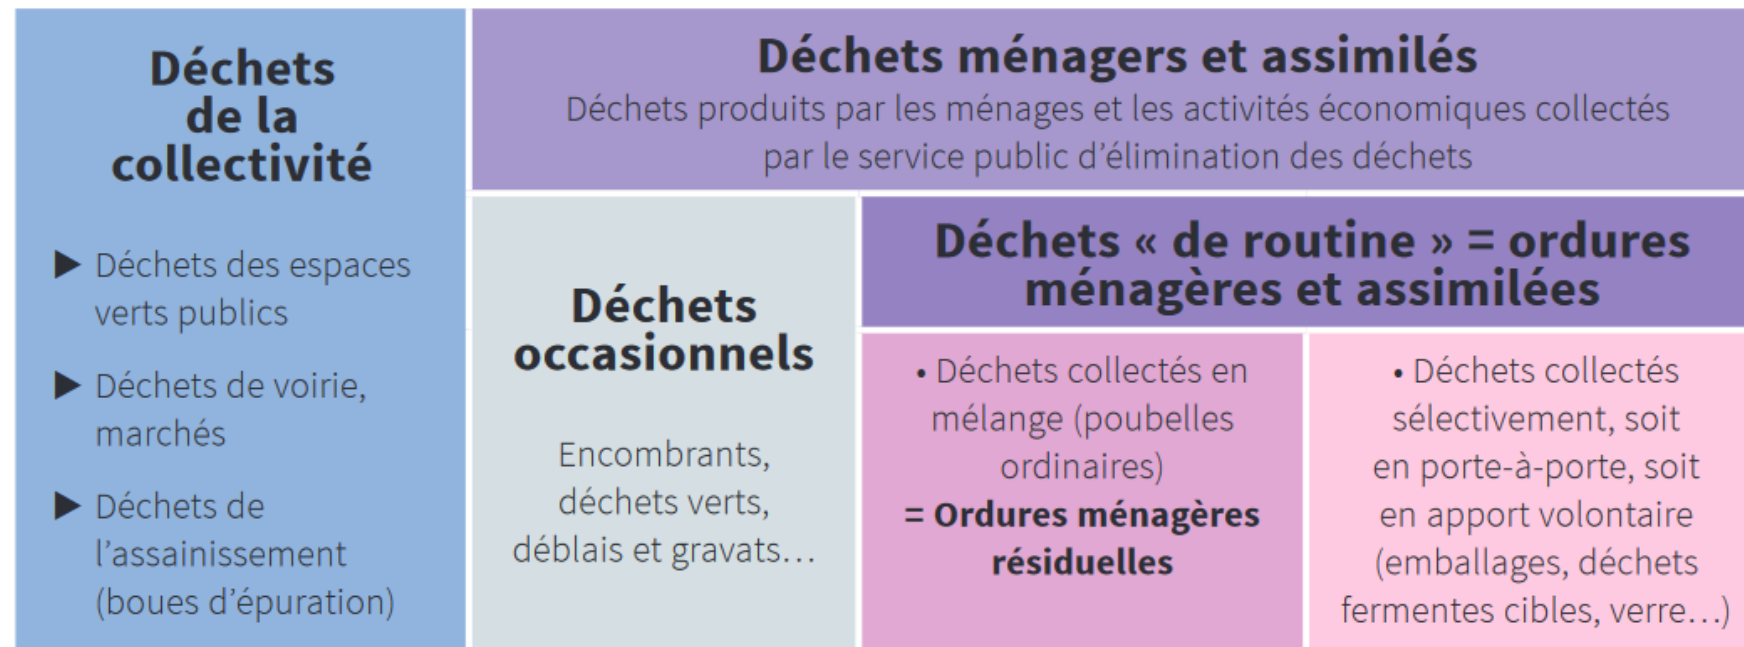 Déchets
de la
collectivité
▶ Déchets des espaces
verts publics
▶ Déchets de voirie,
marchés
▶ Déchets de
l’assainissement
(boues d’épuration)
Déchets ménagers et assimilés
Déchets produits par les ménages et les activités économiques collectés
par le service public d’élimination des déchets
Déchets
occasionnels
Encombrants,
déchets verts,
déblais et gravats…
Déchets « de routine » = ordures
ménagères et assimilées
• Déchets collectés en
mélange (poubelles
ordinaires)
= Ordures ménagères
résiduelles
• Déchets collectés
sélectivement, soit
en porte-à-porte, soit
en apport volontaire
(emballages, déchets
fermentes cibles, verre…)